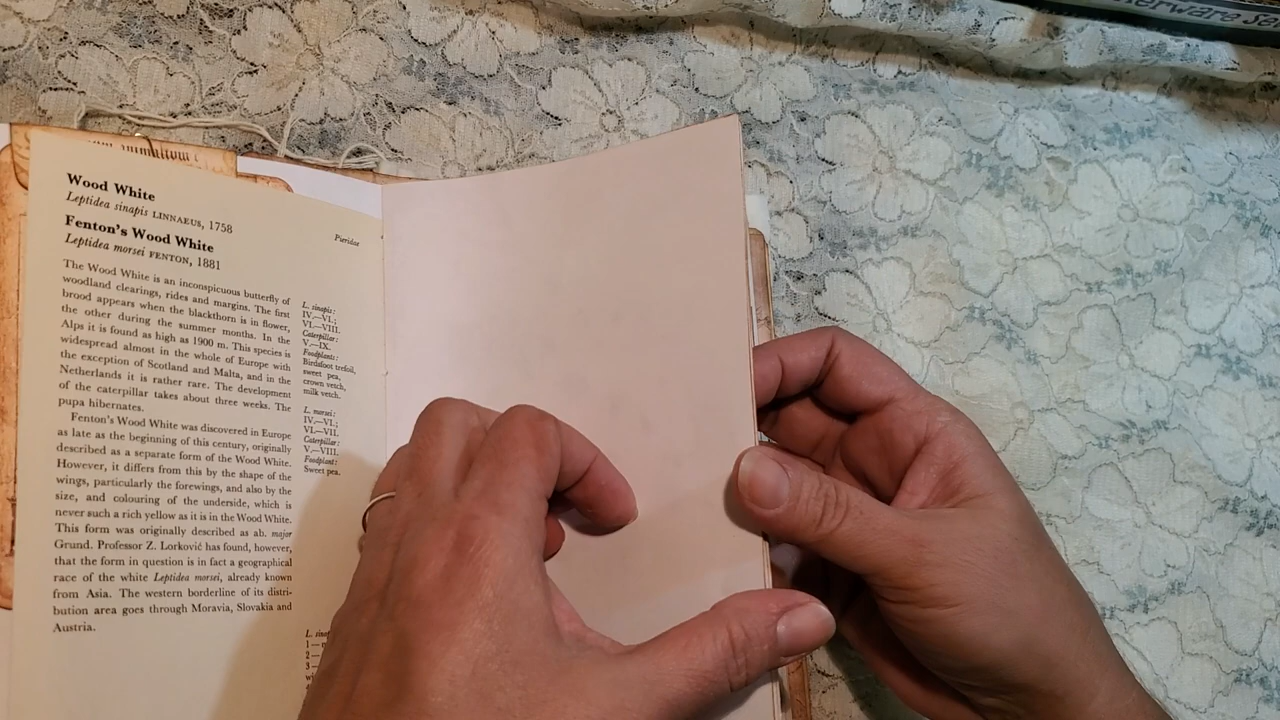 Wood White
Leptidea sinapis LINNAEUS, 1758
Fenton's Wood White
Leptidea morsei FENTON, 1881
Pieridae
The Wood White is an inconspicuous butterfly of
woodland clearings, rides and margins. The first
brood appears when the blackthorn is in flower,
the other during the summer months. In the
Alps it is found as high as 1900 m. This species is
widespread almost in the whole of Europe with
the exception of Scotland and Malta, and in the
Netherlands it is rather rare. The development
of the caterpillar takes about three weeks. The
pupa hibernates.
Fenton's Wood White was discovered in Europe
as late as the beginning of this century, originally
described as a separate form of the Wood White.
However, it differs from this by the shape of the
wings, particularly the forewings, and also by the
size, and colouring of the underside, which is
never such a rich yellow as it is in the Wood White.
This form was originally described as ab. major
Grund. Professor Z. Lorković has found, however,
that the form in question is in fact a geographical
race of the white Leptidea morsei, already known
from Asia. The western borderline of its distri-
bution area goes through Moravia, Slovakia and
Austria.
L. sinapis:
IV.—VI.;
VI.—VIII.
Caterpillar:
V.—IX.
Foodplants:
Birdsfoot trefoil,
sweet pea,
crown vetch,
milk vetch.
L. morsei:
IV.—VI.;
VI.—VII.
Caterpillar:
V.—VIII.
Foodplant:
Sweet pea.
L.
1 —
2 —
3 —